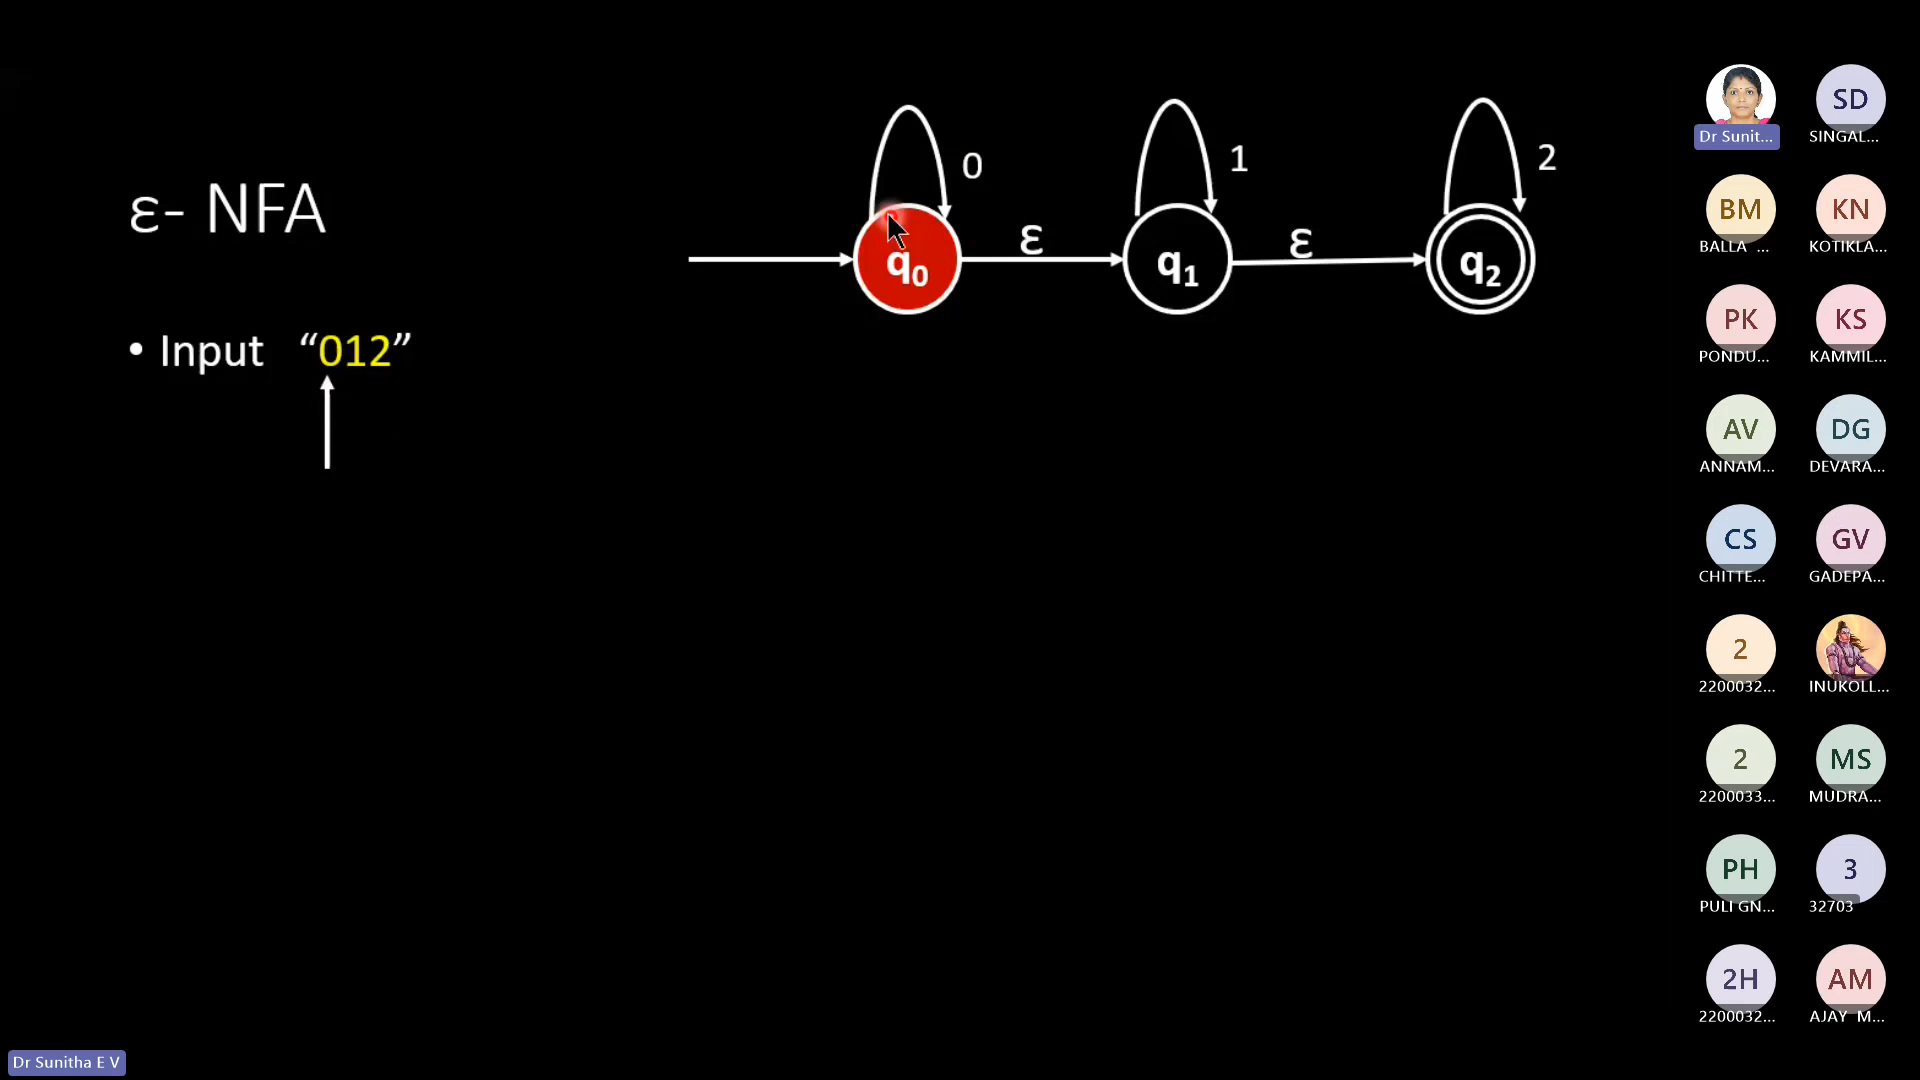 ε- NFA
• Input “012”
0
1
2
ε
ε
q₀
q₁
q₂
Dr Sunit...
SD
SINGAL...
BM
BALLA ...
KN
KOTIKLA...
PK
PONDU...
KS
KAMMIL...
AV
ANNAM...
DG
DEVARA...
CS
CHITTE...
GV
GADEPA...
2
2200032...
INUKOLL...
2
2200033...
MS
MUDRA...
PH
PULI GN...
3
32703
2H
2200032...
AM
AJAY M...
Dr Sunitha E V